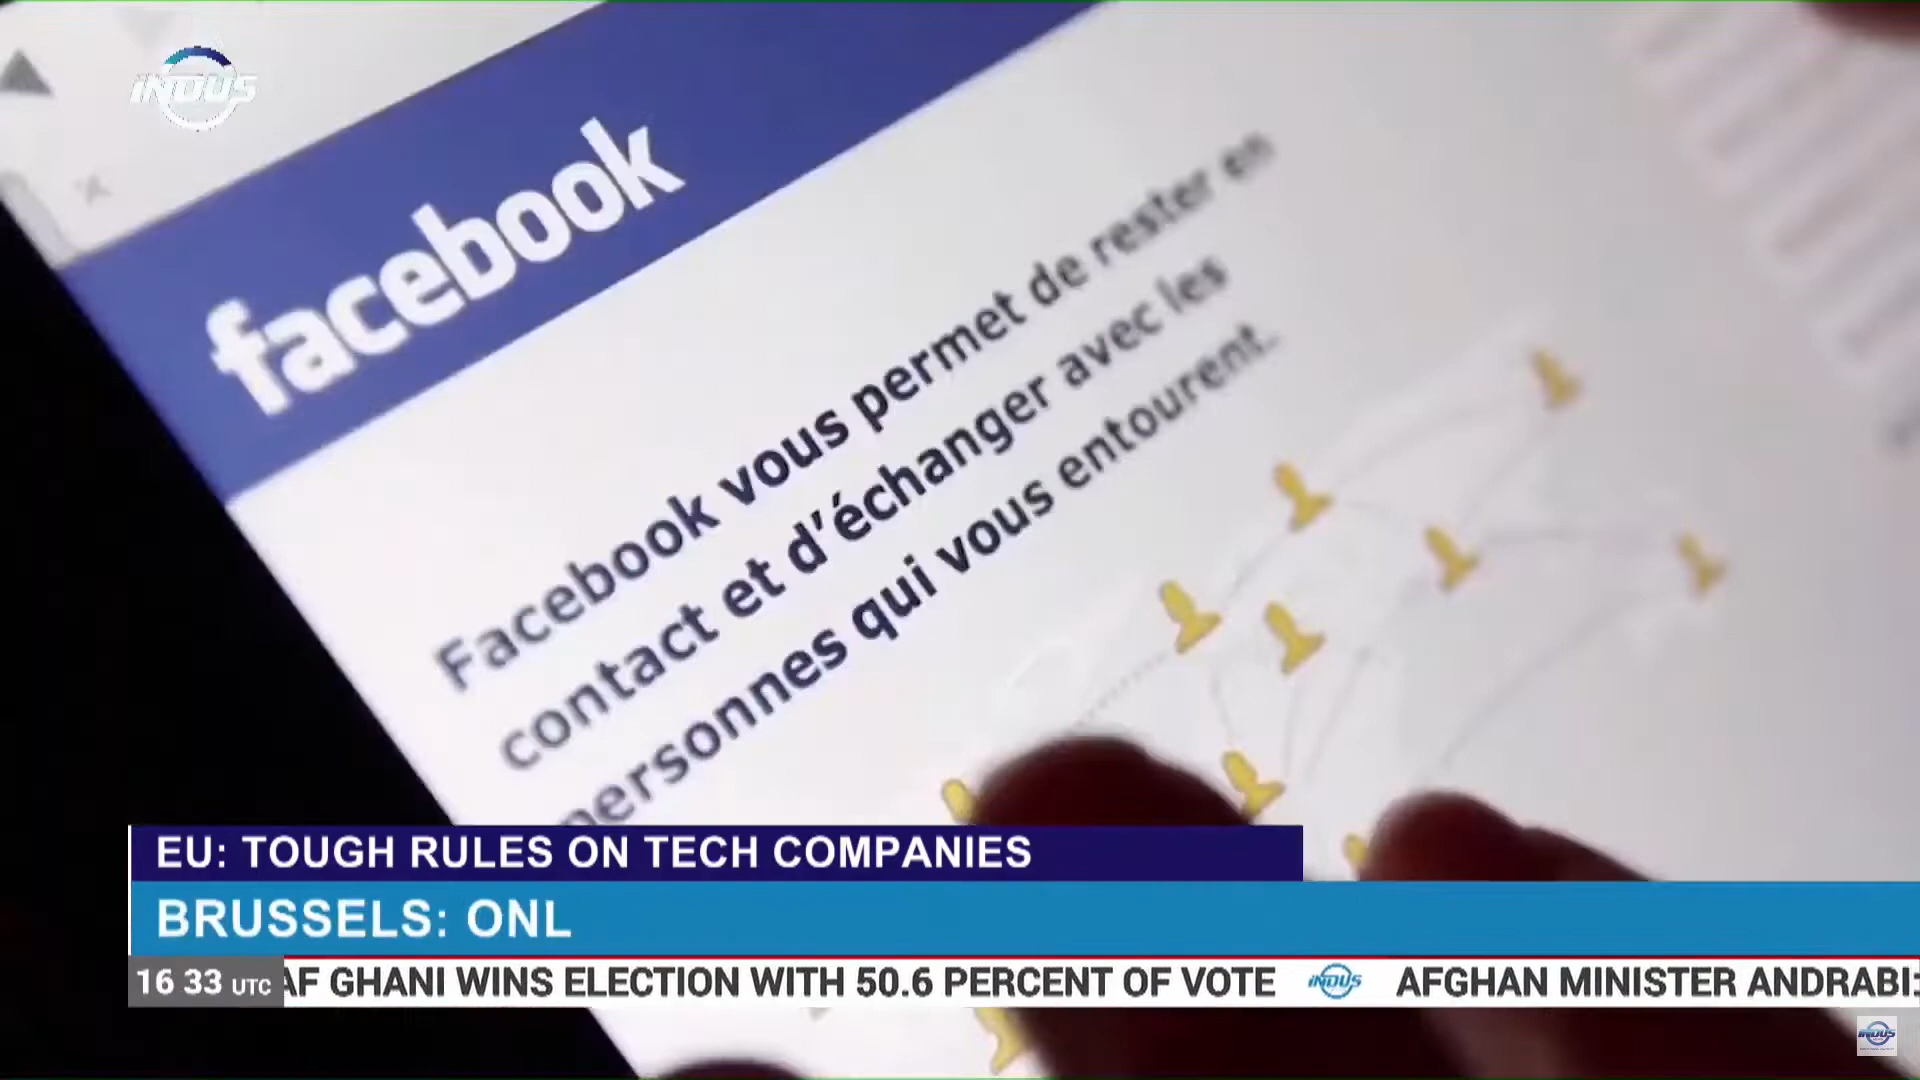 iNDUS
facebook
Facebook vous permet de rester en
contact et d'échanger avec les
personnes qui vous entourent.
EU: TOUGH RULES ON TECH COMPANIES
BRUSSELS: ONL
16 33 UTC
AF GHANI WINS ELECTION WITH 50.6 PERCENT OF VOTE iNDUS AFGHAN MINISTER ANDRABI:
iNDUS